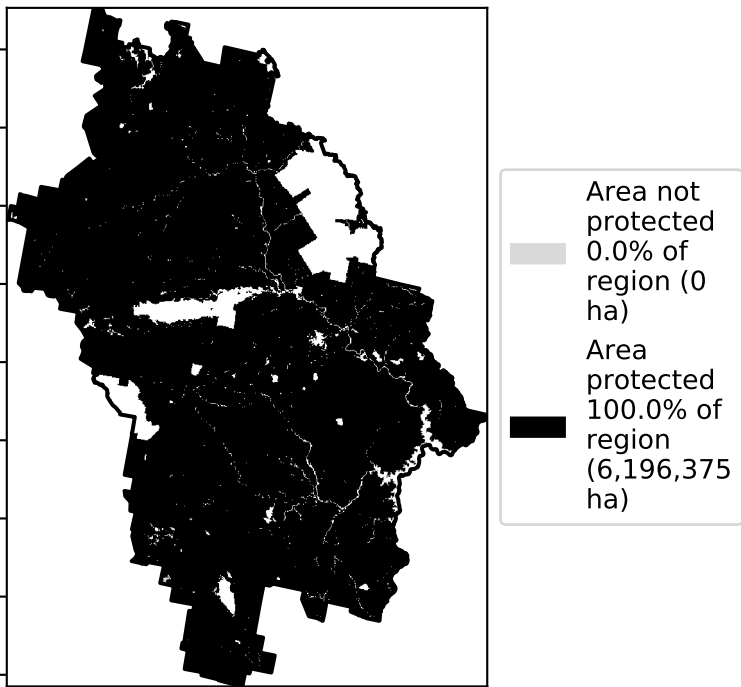 Area not
protected
0.0% of
region (0
ha)
Area
protected
100.0% of
region
(6,196,375
ha)